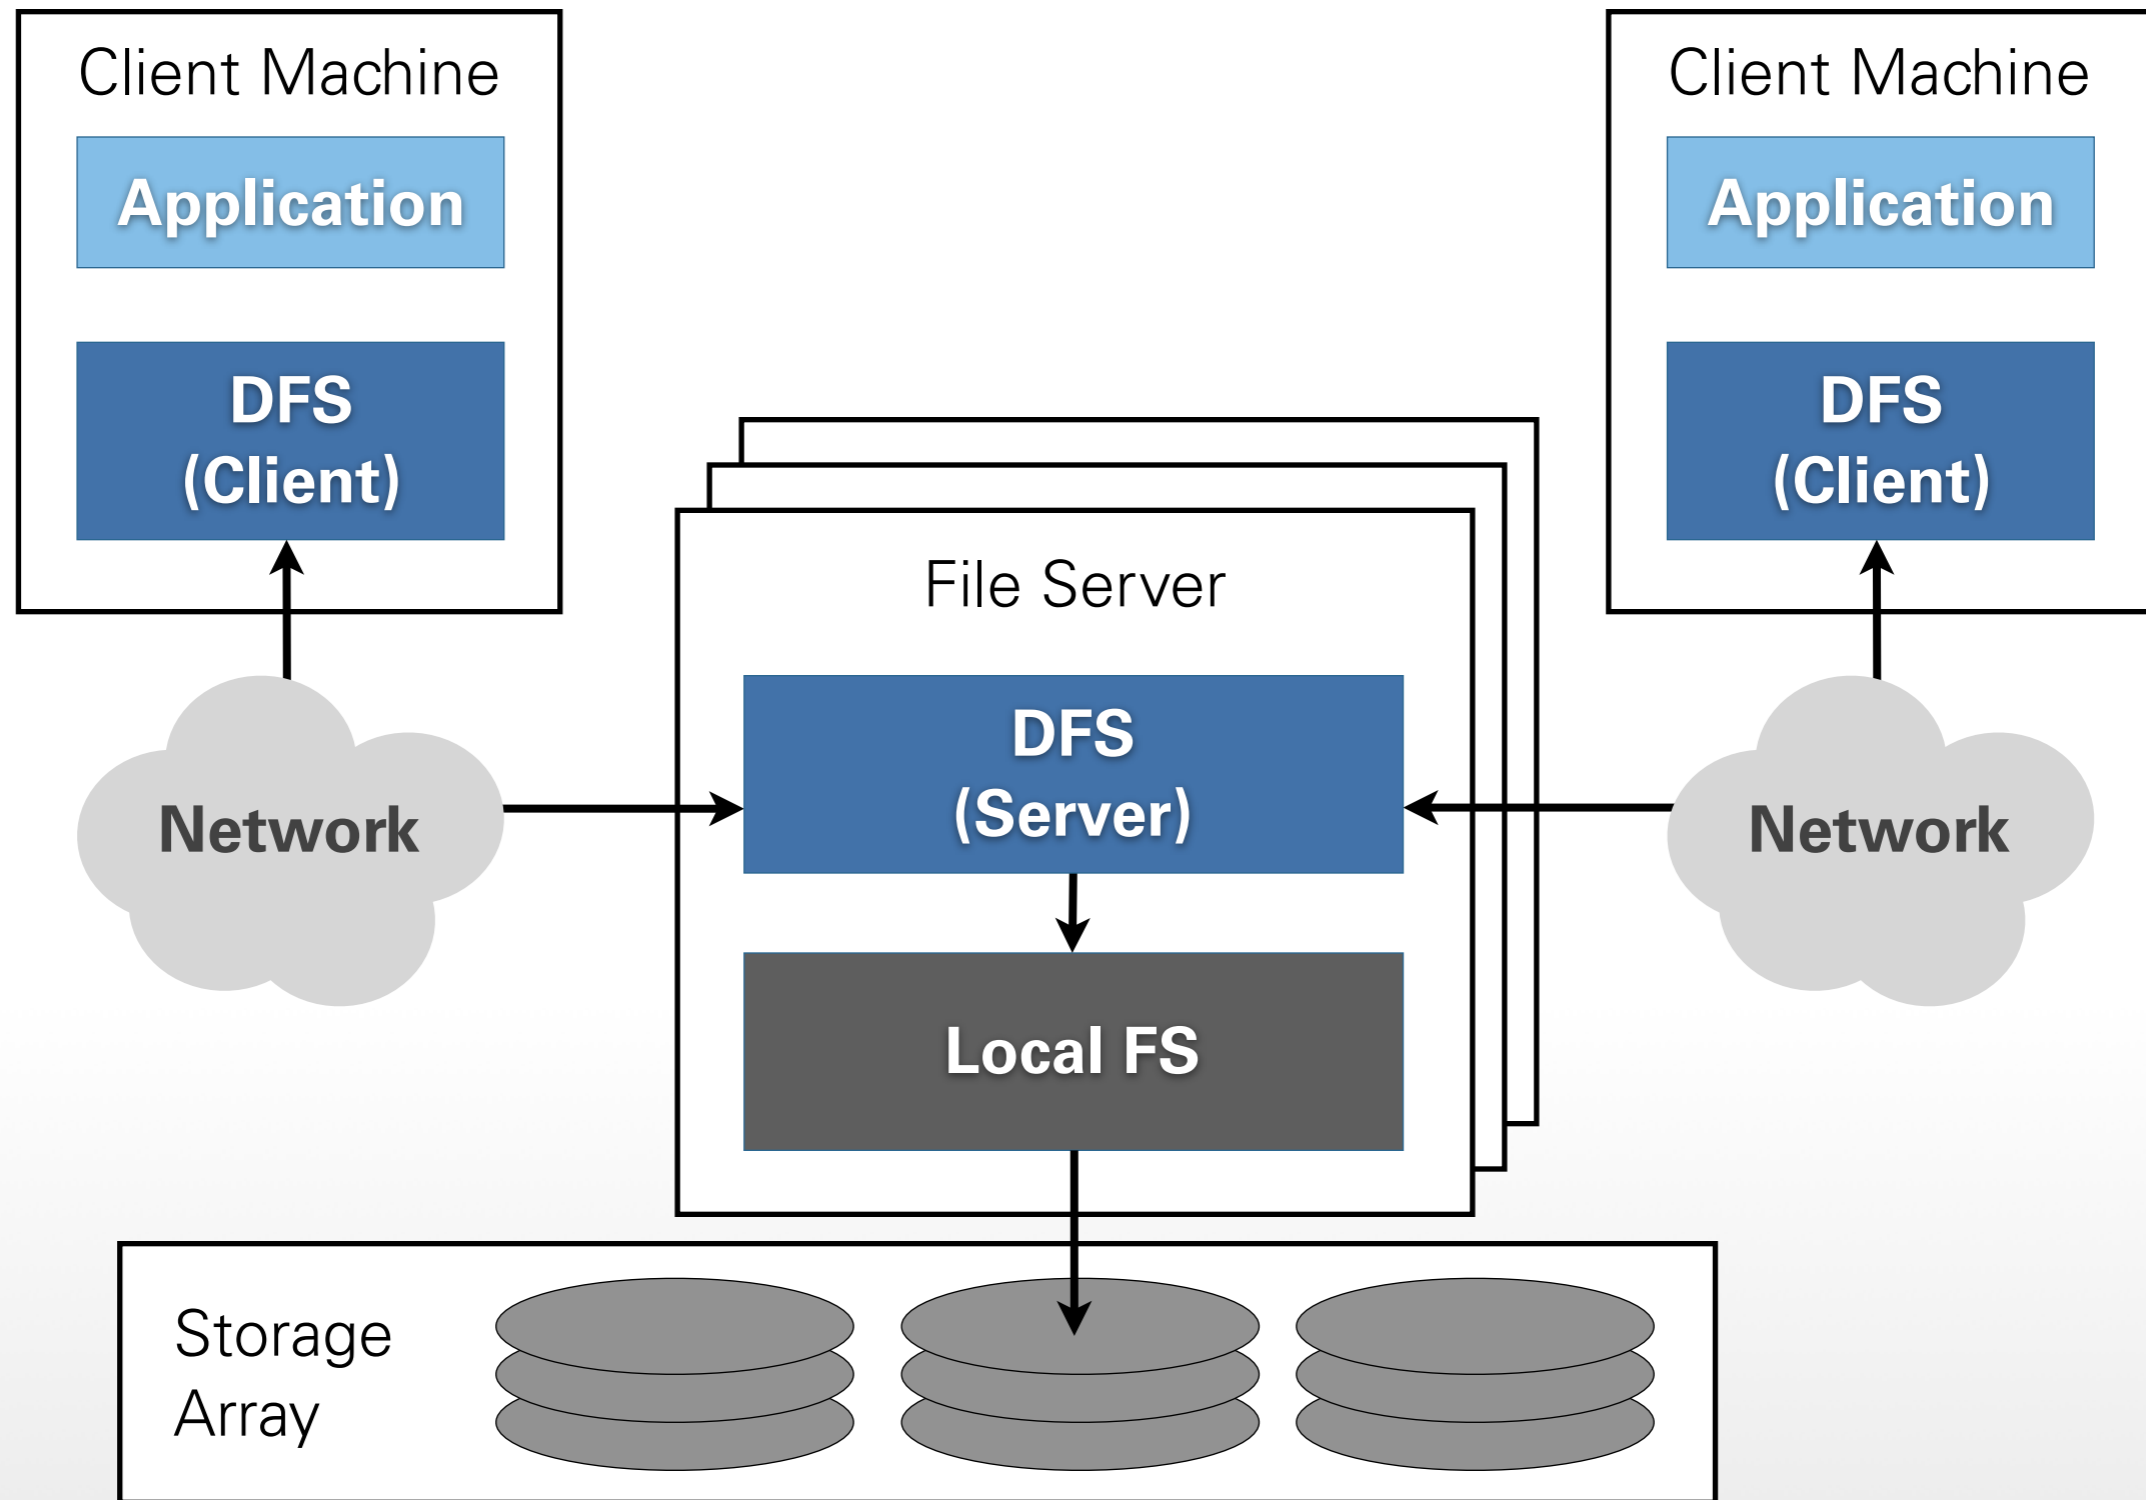 Client Machine
Application
DFS
(Client)
Network
File Server
DFS
(Server)
Local FS
Client Machine
Application
DFS
(Client)
Network
Storage
Array